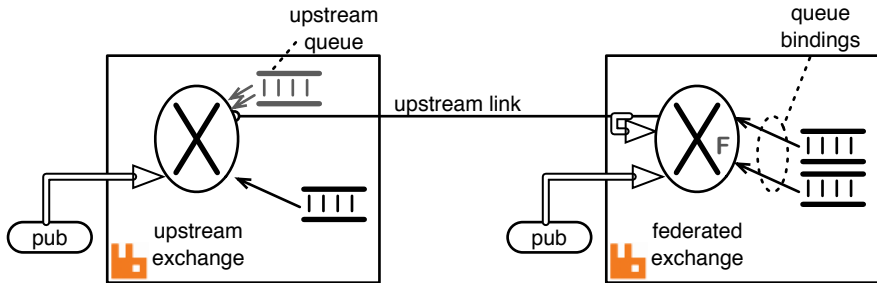 upstream
queue
queue
bindings
upstream link
F
pub
upstream
exchange
pub
federated
exchange